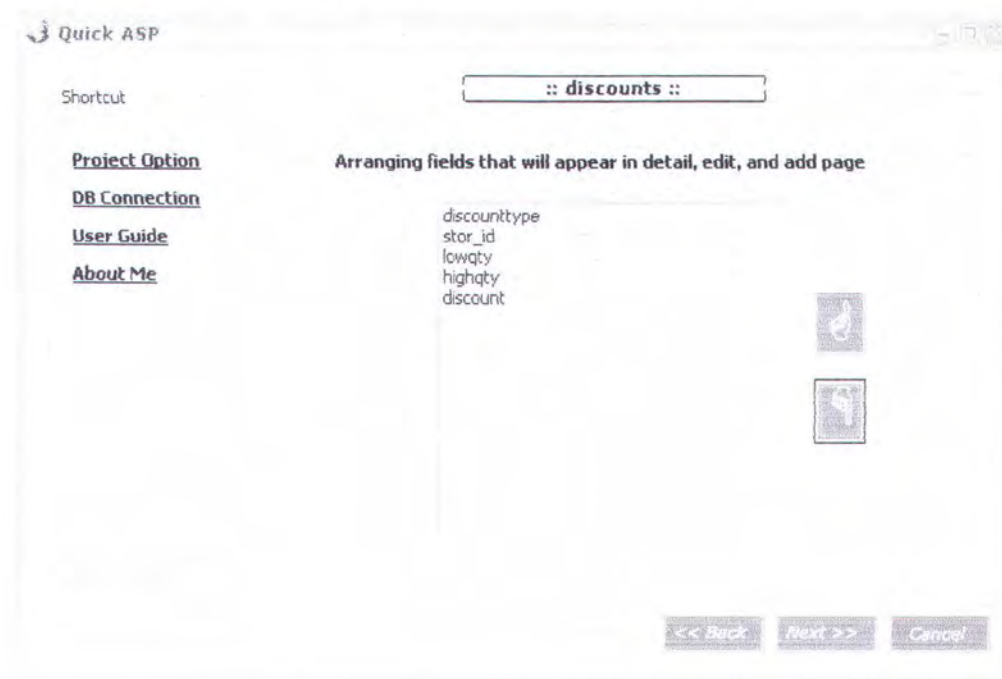 Quick ASP
Shortcut
:: discounts ::
Project Option
DB Connection
User Guide
About Me
Arranging fields that will appear in detail, edit, and add page
discounttype
stor_id
lowqty
highqty
discount
<< Back
Next >>
Cancel